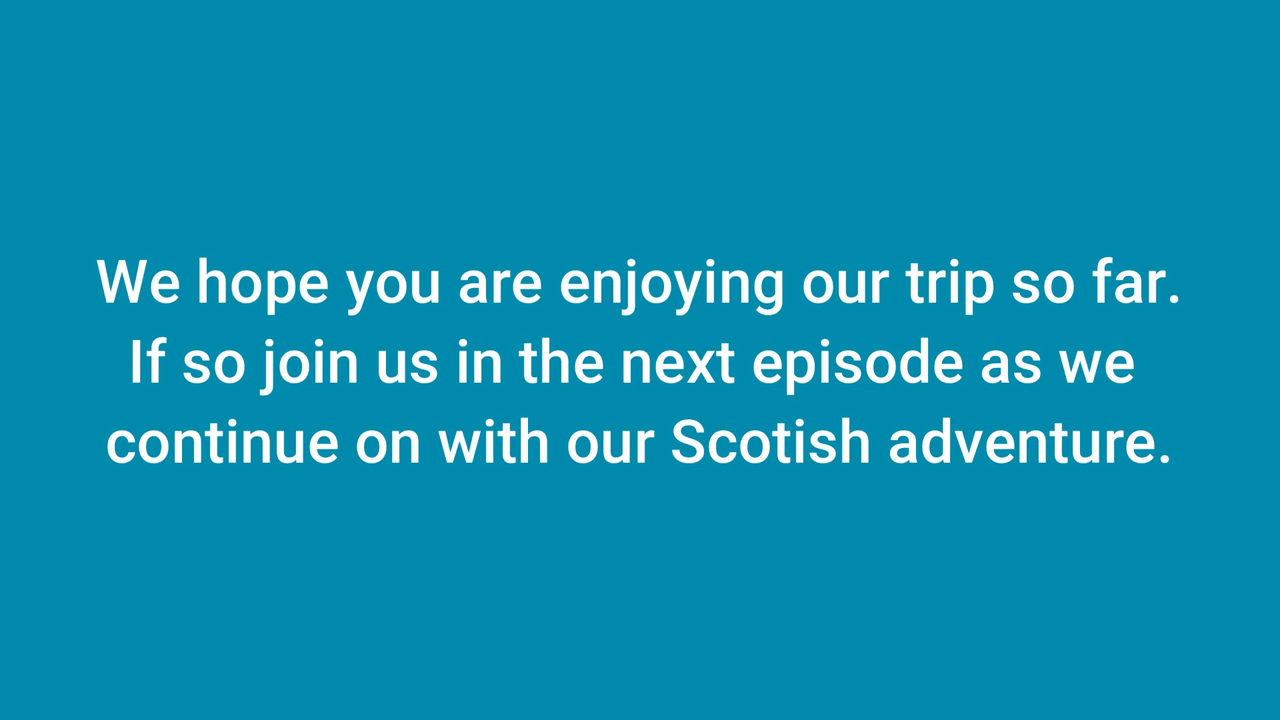 We hope you are enjoying our trip so far.
If so join us in the next episode as we
continue on with our Scotish adventure.